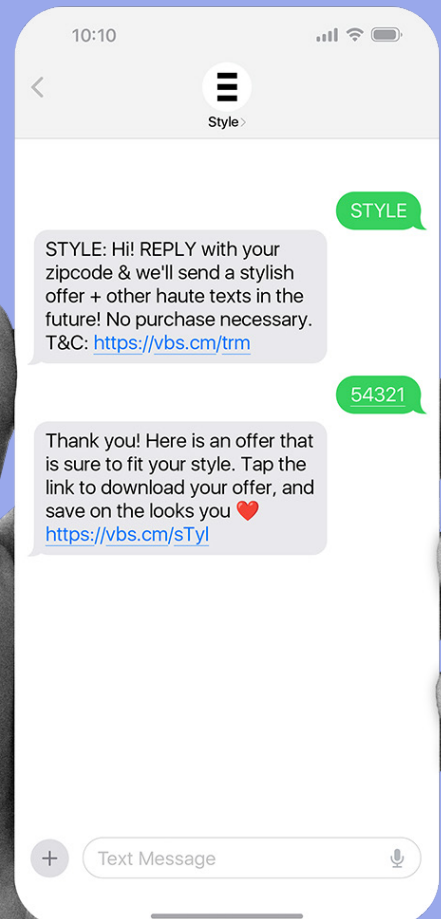 10:10
Style
STYLE
STYLE: Hi! REPLY with your
zipcode & we'll send a stylish
offer + other haute texts in the
future! No purchase necessary.
T&C: https://vbs.cm/trm
54321
Thank you! Here is an offer that
is sure to fit your style. Tap the
link to download your offer, and
save on the looks you ❤️
https://vbs.cm/sTyl
Text Message